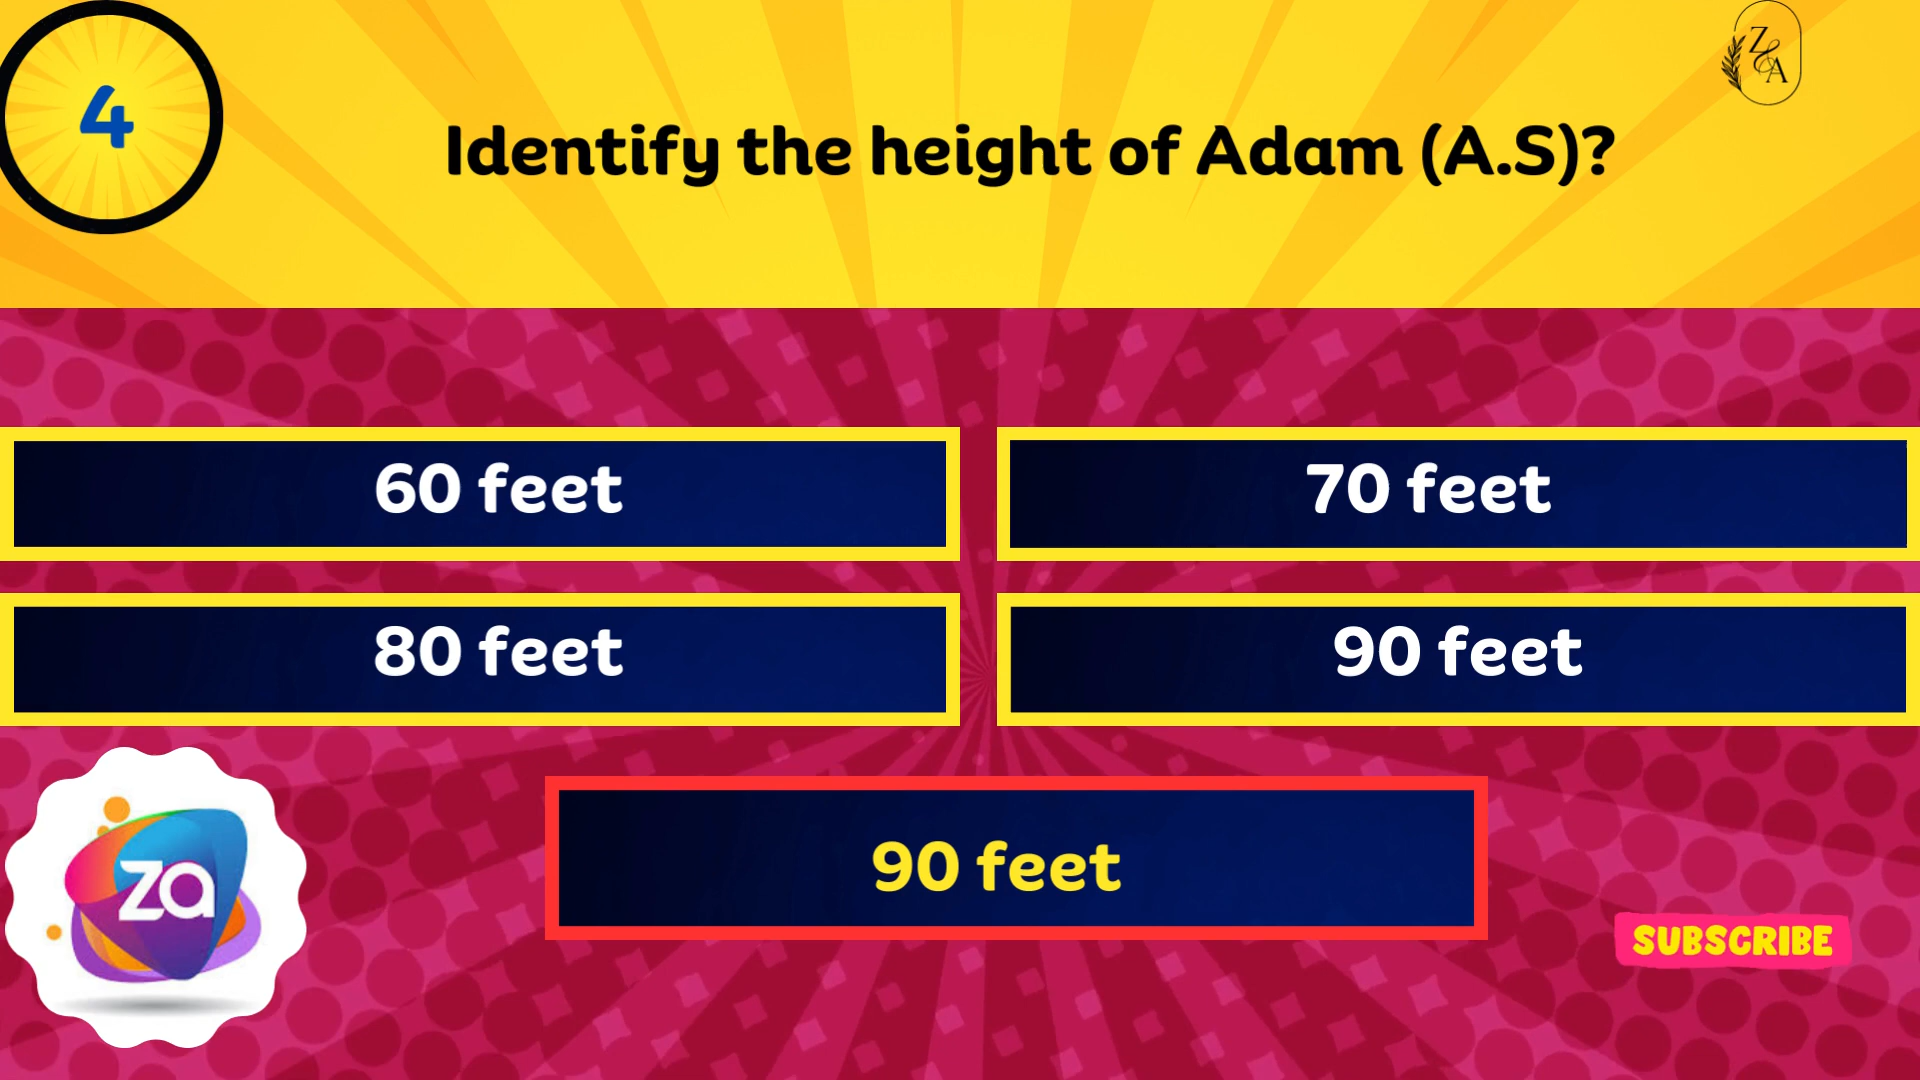 4
Z&A
Identify the height of Adam (A.S)?
60 feet
70 feet
80 feet
90 feet
90 feet
za
SUBSCRIBE